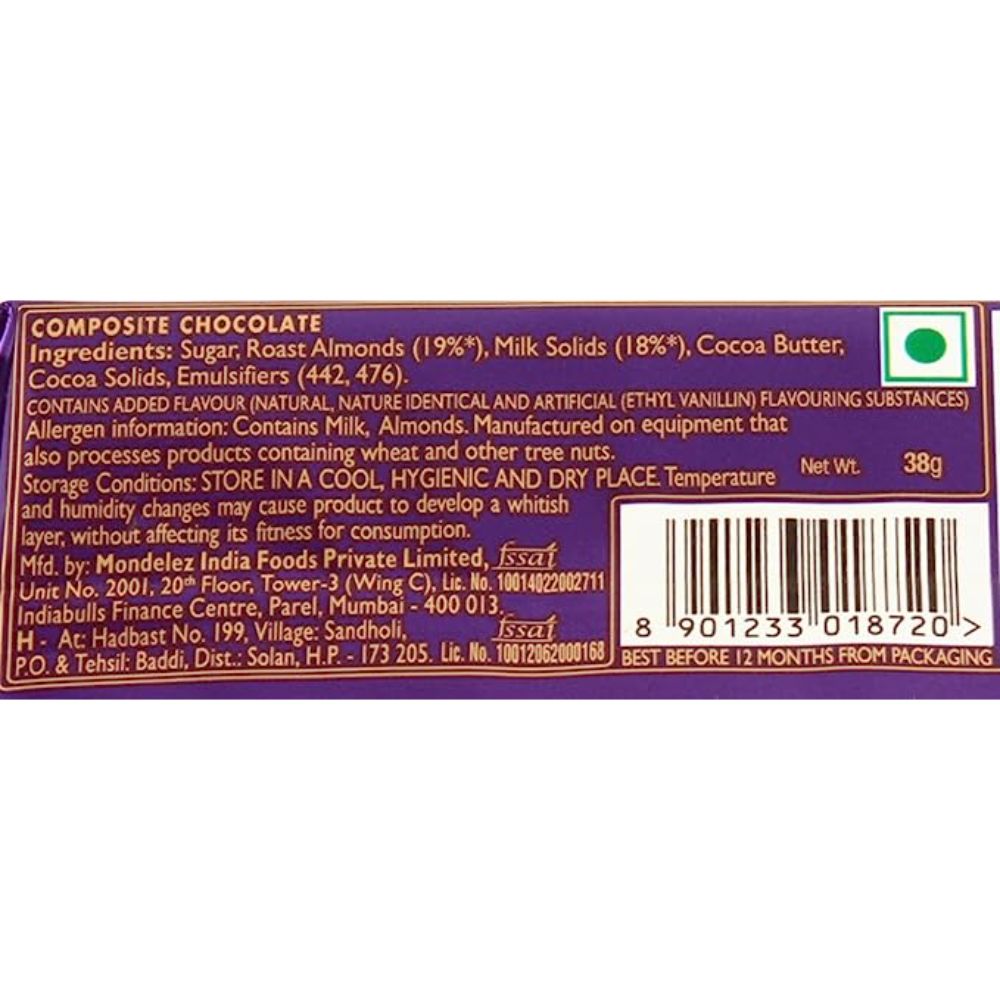 COMPOSITE CHOCOLATE
Ingredients: Sugar, Roast Almonds (19%*), Milk Solids (18%*), Cocoa Butter,
Cocoa Solids, Emulsifiers (442, 476).
CONTAINS ADDED FLAVOUR (NATURAL, NATURE IDENTICAL AND ARTIFICIAL (ETHYL VANILLIN) FLAVOURING SUBSTANCES)
Allergen information: Contains Milk, Almonds. Manufactured on equipment that
also processes products containing wheat and other tree nuts.
Storage Conditions: STORE IN A COOL, HYGIENIC AND DRY PLACE. Temperature
and humidity changes may cause product to develop a whitish
layer, without affecting its fitness for consumption.
Net Wt. 38g
Mfd. by: Mondelez India Foods Private Limited, fssai
Unit No. 2001, 20th Floor, Tower-3 (Wing C), Lic. No. 10014022002711
Indiabulls Finance Centre, Parel, Mumbai - 400 013.
H - At: Hadbast No. 199, Village: Sandholi, fssai
P.O. & Tehsil: Baddi, Dist.: Solan, H.P. - 173 205. Lic. No. 10012062000168
8 901233 018720 >
BEST BEFORE 12 MONTHS FROM PACKAGING